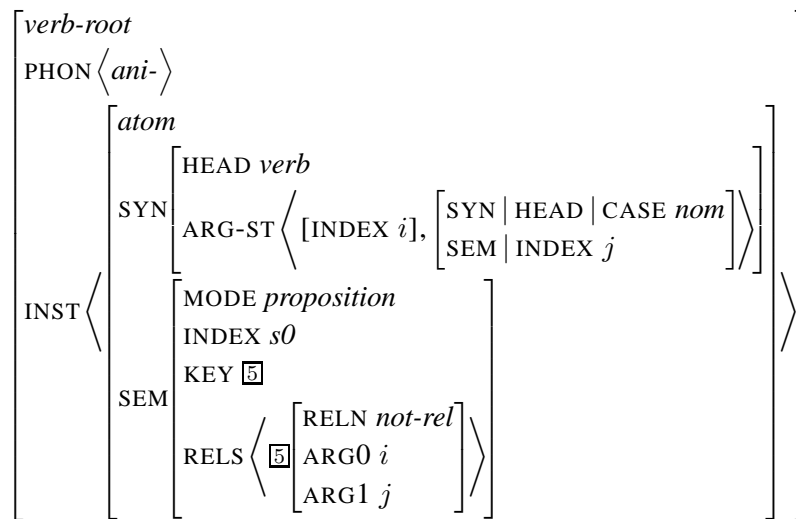 verb-root
PHON ⟨ani-⟩
INST
atom
SYN
HEAD verb
ARG-ST ⟨[INDEX i], [SYN | HEAD | CASE nom
SEM | INDEX j]⟩
SEM
MODE proposition
INDEX s0
KEY 5
RELS ⟨5
RELN not-rel
ARG0 i
ARG1 j